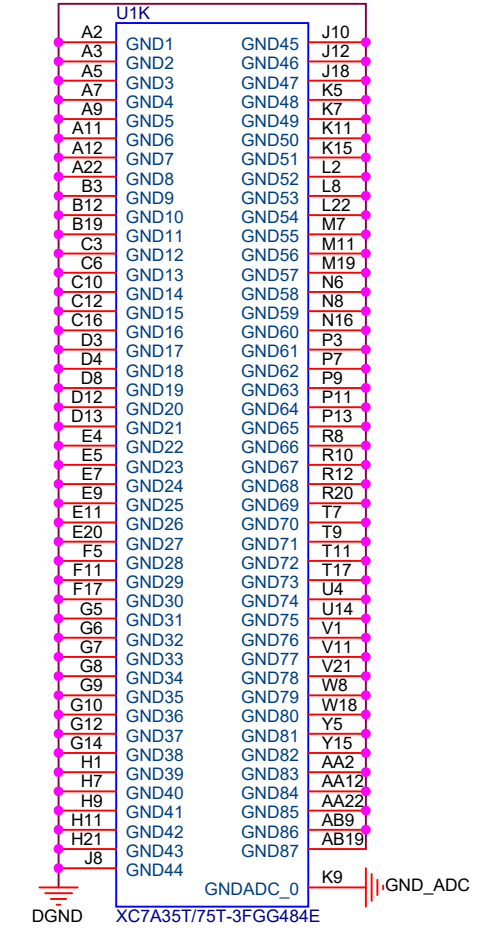 U1K
A2 GND1 GND45 J10
A3 GND2 GND46 J12
A5 GND3 GND47 J18
A7 GND4 GND48 K5
A9 GND5 GND49 K7
A11 GND6 GND50 K11
A12 GND7 GND51 K15
A22 GND8 GND52 L2
B3 GND9 GND53 L8
B12 GND10 GND54 L22
B19 GND11 GND55 M7
C3 GND12 GND56 M11
C6 GND13 GND57 M19
C10 GND14 GND58 N6
C12 GND15 GND59 N8
C16 GND16 GND60 N16
D3 GND17 GND61 P3
D4 GND18 GND62 P7
D8 GND19 GND63 P9
D12 GND20 GND64 P11
D13 GND21 GND65 P13
E4 GND22 GND66 R8
E5 GND23 GND67 R10
E7 GND24 GND68 R12
E9 GND25 GND69 R20
E11 GND26 GND70 T7
E20 GND27 GND71 T9
F5 GND28 GND72 T11
F11 GND29 GND73 T17
F17 GND30 GND74 U4
G5 GND31 GND75 U14
G6 GND32 GND76 V1
G7 GND33 GND77 V11
G8 GND34 GND78 V21
G9 GND35 GND79 W8
G10 GND36 GND80 W18
G12 GND37 GND81 Y5
G14 GND38 GND82 Y15
H1 GND39 GND83 AA2
H7 GND40 GND84 AA12
H9 GND41 GND85 AA22
H11 GND42 GND86 AB9
H21 GND43 GND87 AB19
J8 GND44
GNDADC_0 K9 GND_ADC
DGND XC7A35T/75T-3FGG484E